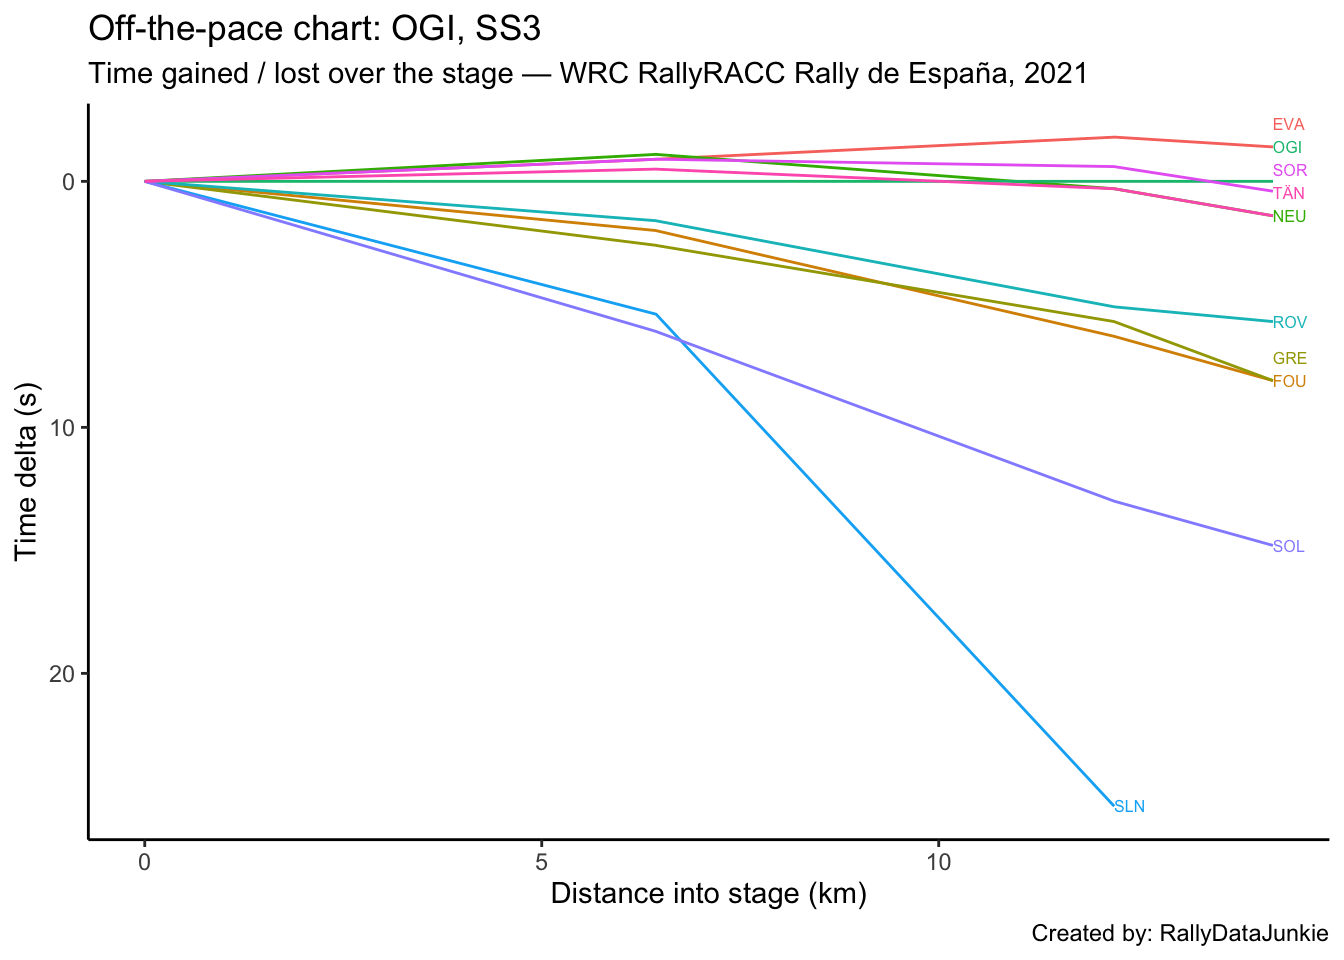 Off-the-pace chart: OGI, SS3
Time gained / lost over the stage — WRC RallyRACC Rally de España, 2021
EVA
OGI
SOR
TÄN
NEU
ROV
GRE
FOU
SOL
SLN
0
10
20
Time delta (s)
0
5
10
Distance into stage (km)
Created by: RallyDataJunkie